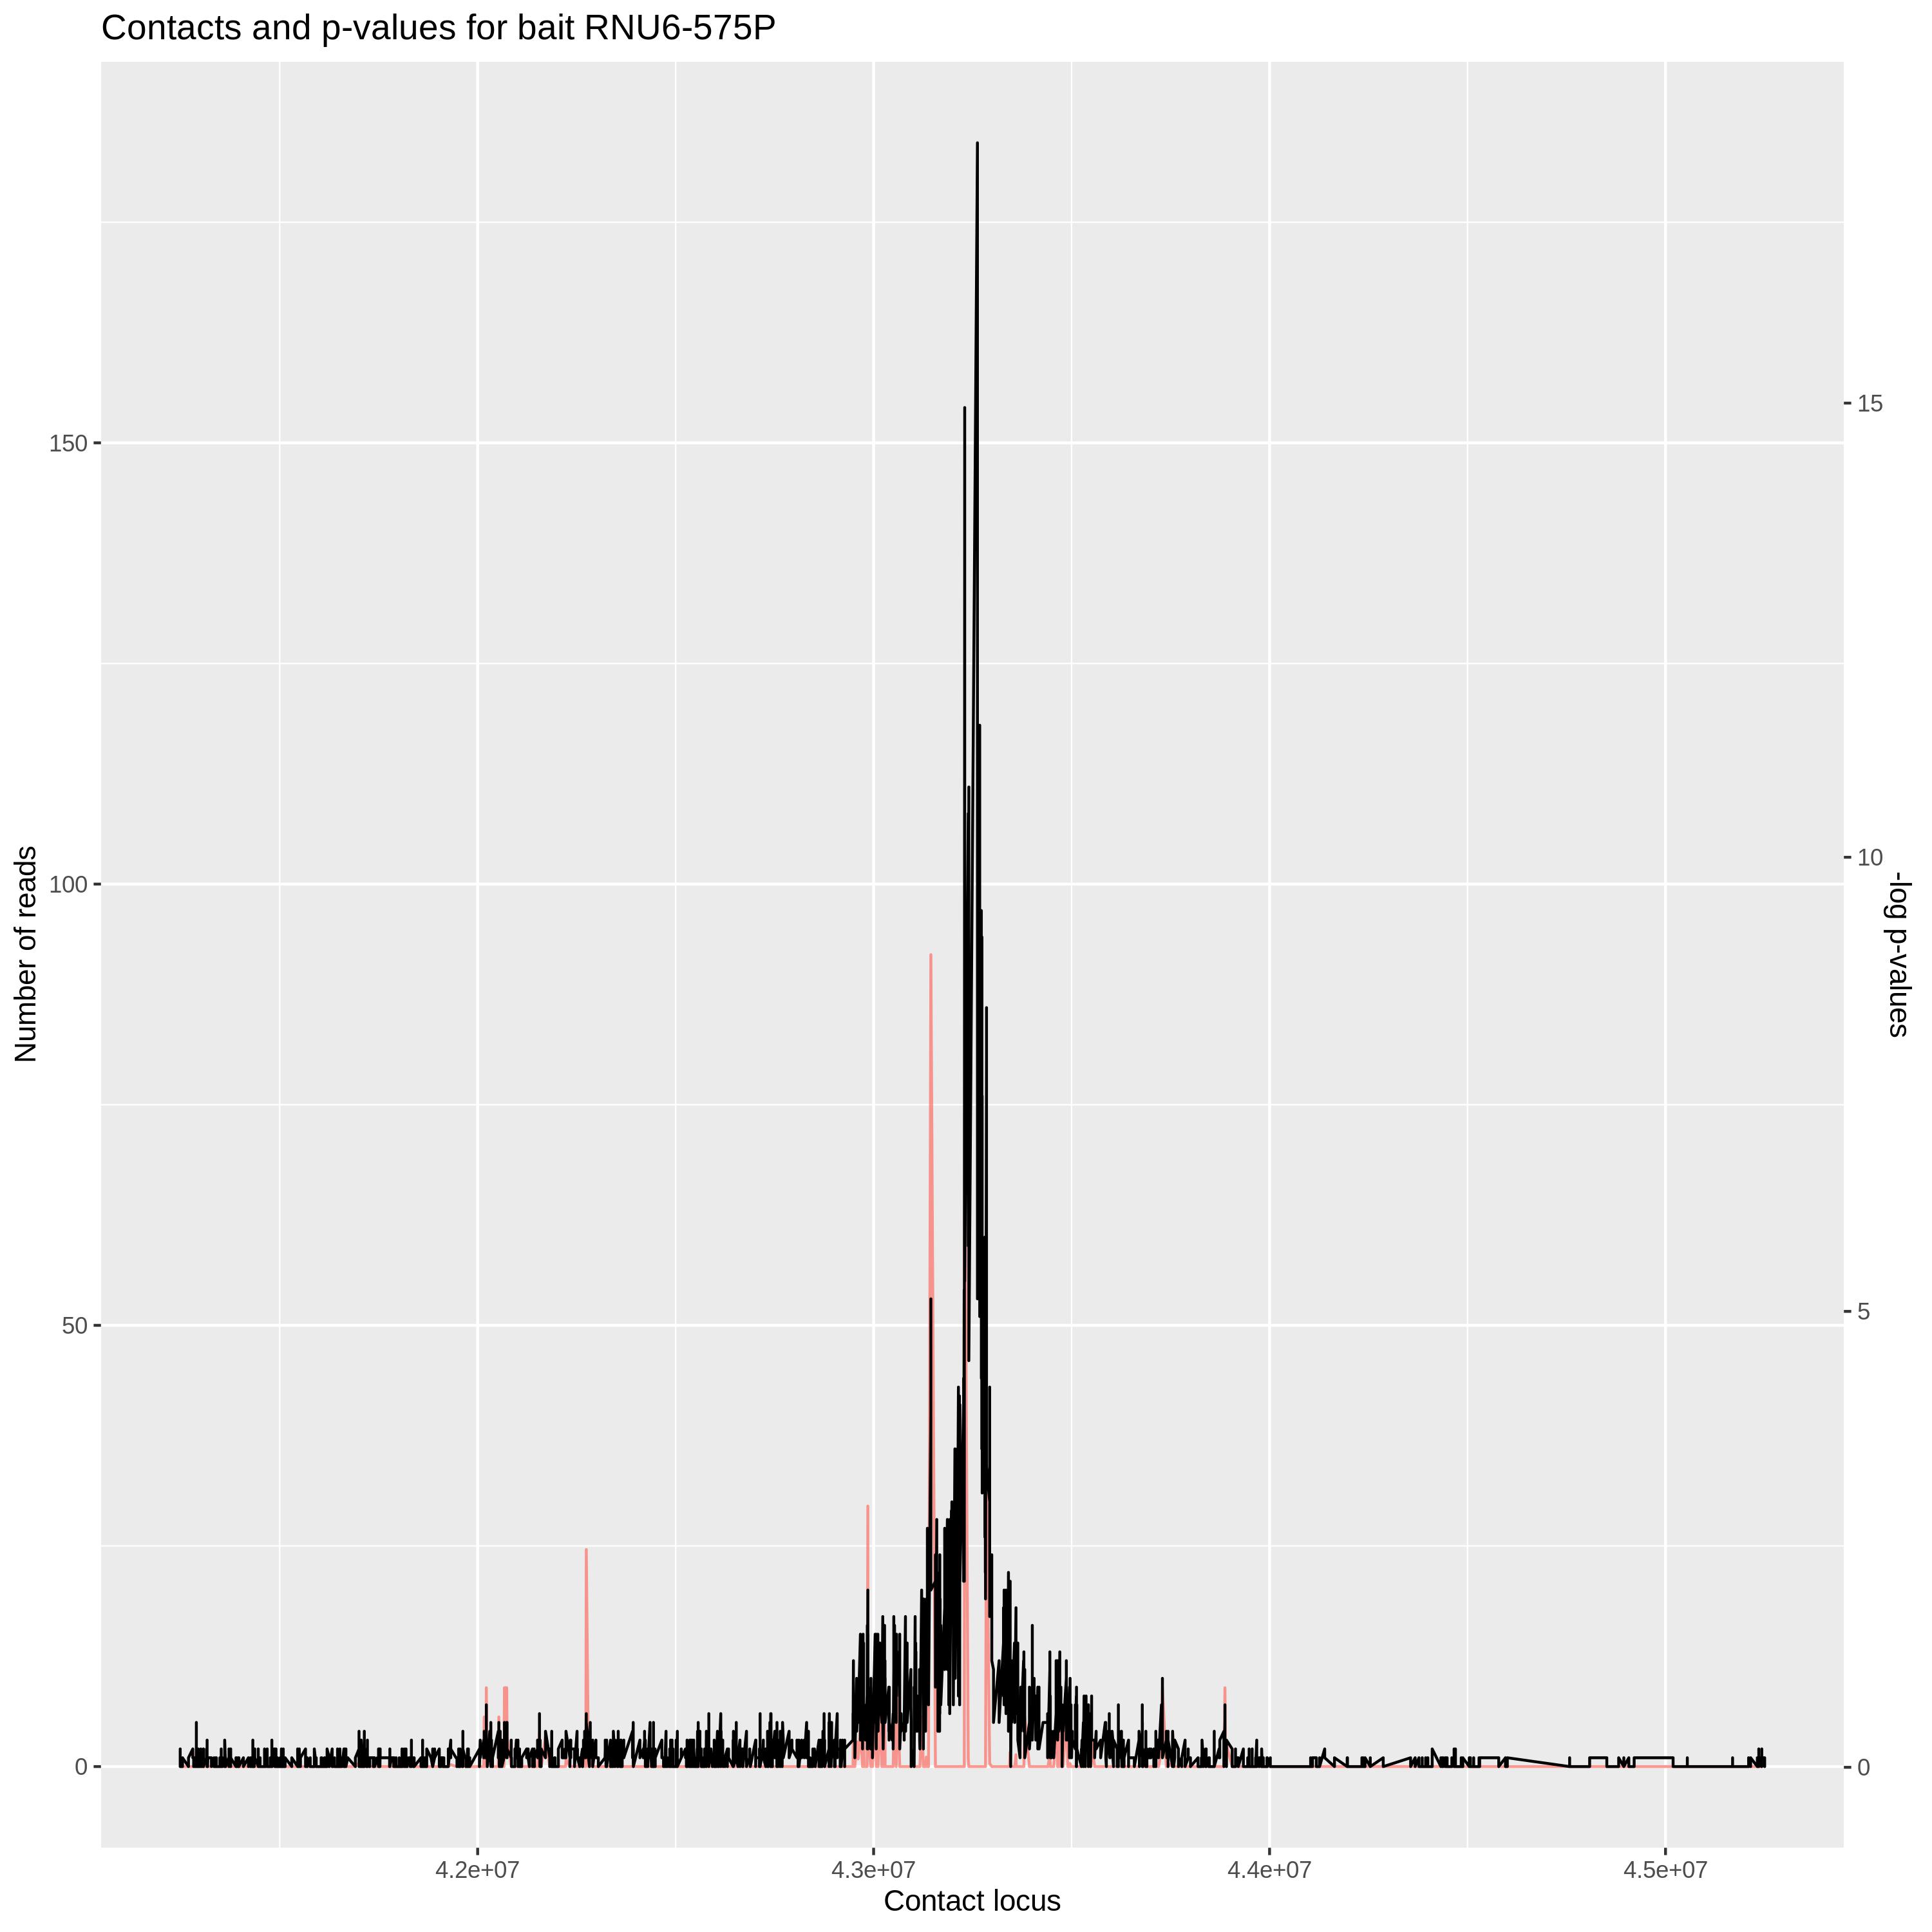 Contacts and p-values for bait RNU6-575P
Number of reads
150
100
50
0
15
10
5
0
-log p-values
4.2e+07
4.3e+07
4.4e+07
4.5e+07
Contact locus